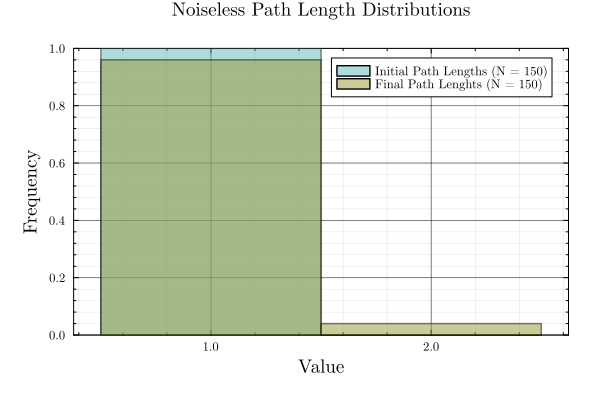 Noiseless Path Length Distributions
1.0
0.8
0.6
0.4
0.2
0.0
Frequency
Initial Path Lengths (N = 150)
Final Path Lenghts (N = 150)
1.0
2.0
Value